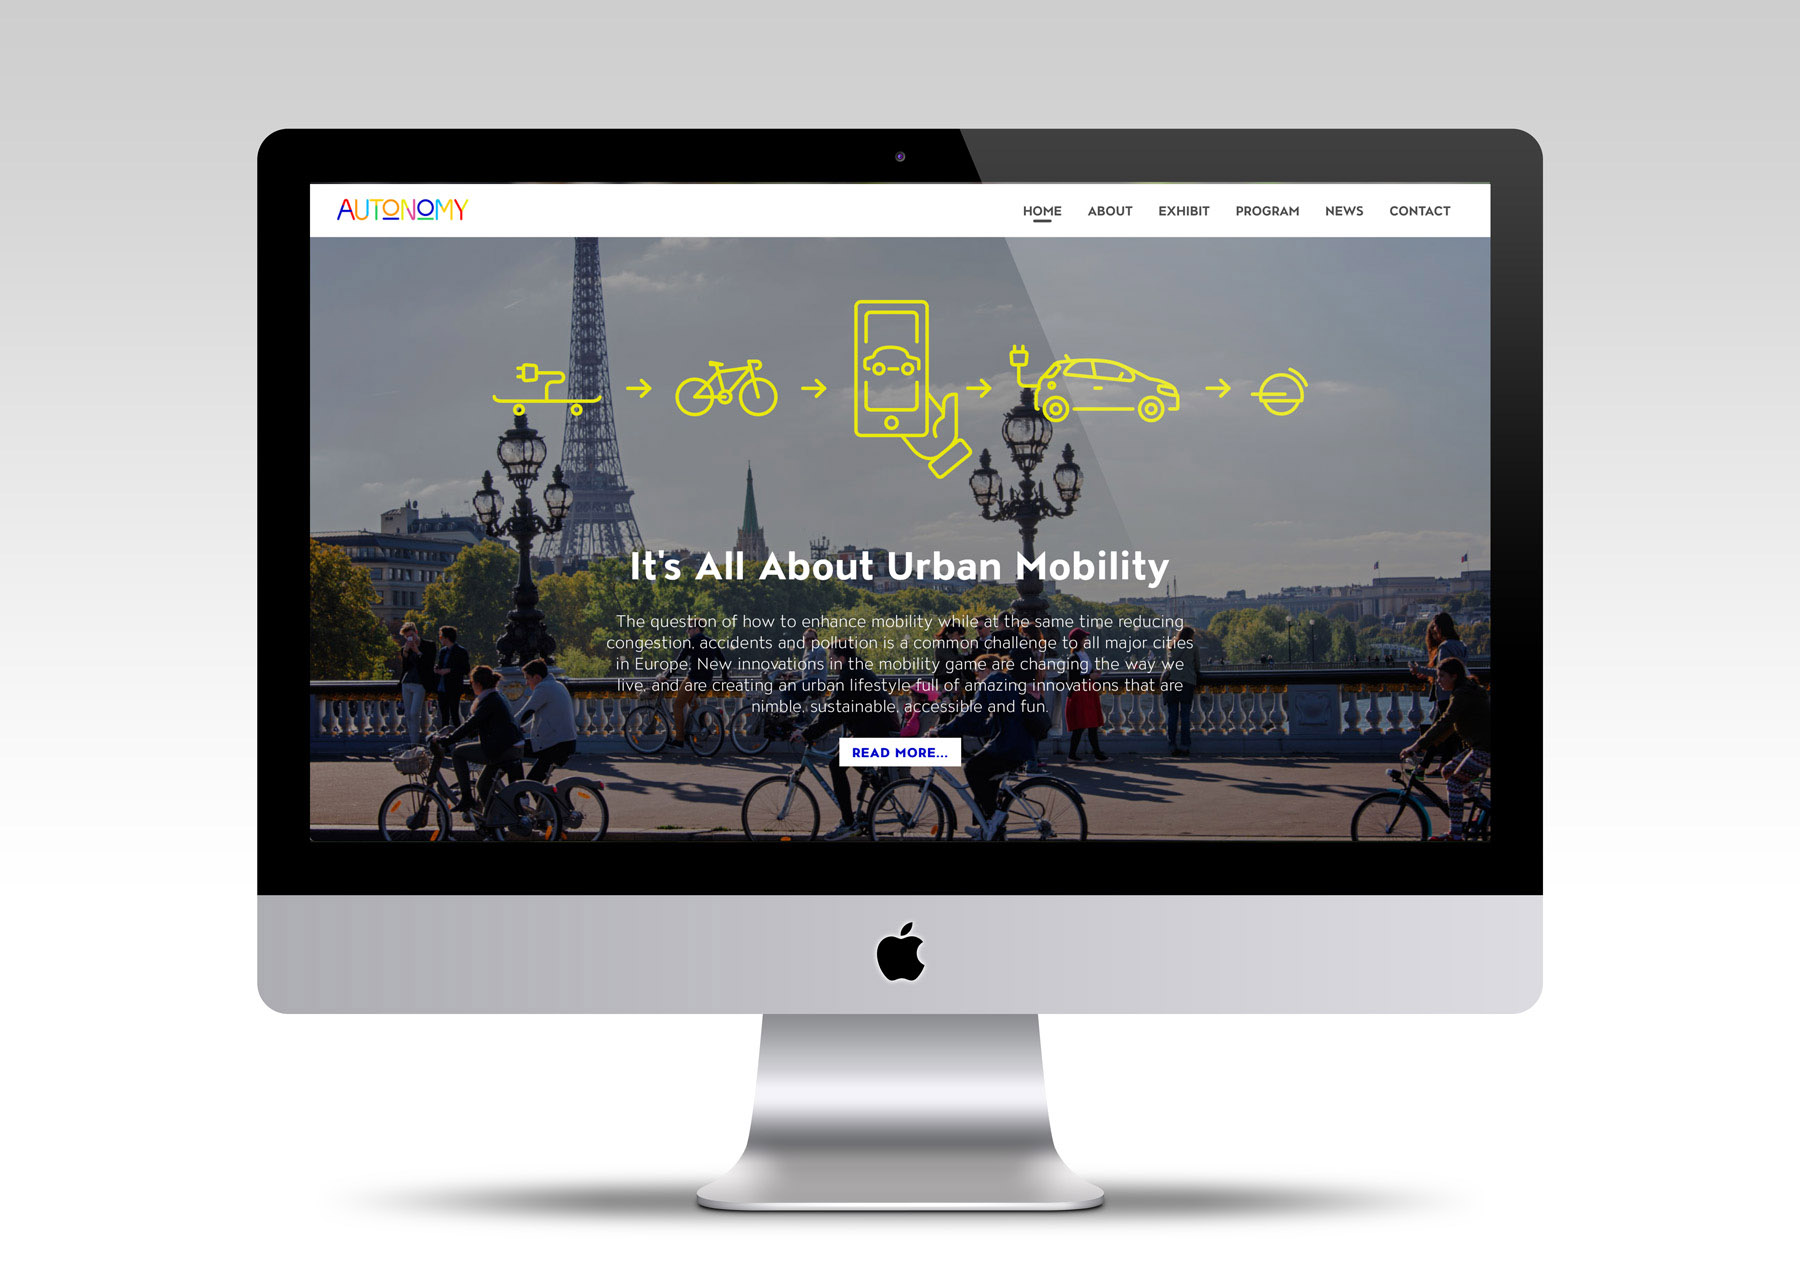 AUTONOMY
HOME ABOUT EXHIBIT PROGRAM NEWS CONTACT
It's All About Urban Mobility
The question of how to enhance mobility while at the same time reducing
congestion, accidents and pollution is a common challenge to all major cities
in Europe. New innovations in the mobility game are changing the way we
live, and are creating an urban lifestyle full of amazing innovations that are
nimble, sustainable, accessible and fun.
READ MORE...